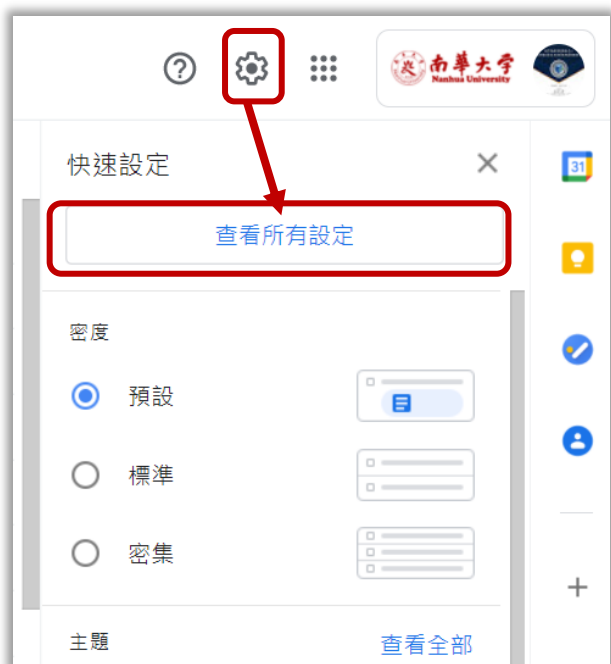 南華大學
Nanhua University
快速設定
查看所有設定
31
密度
預設
標準
密集
主題
查看全部